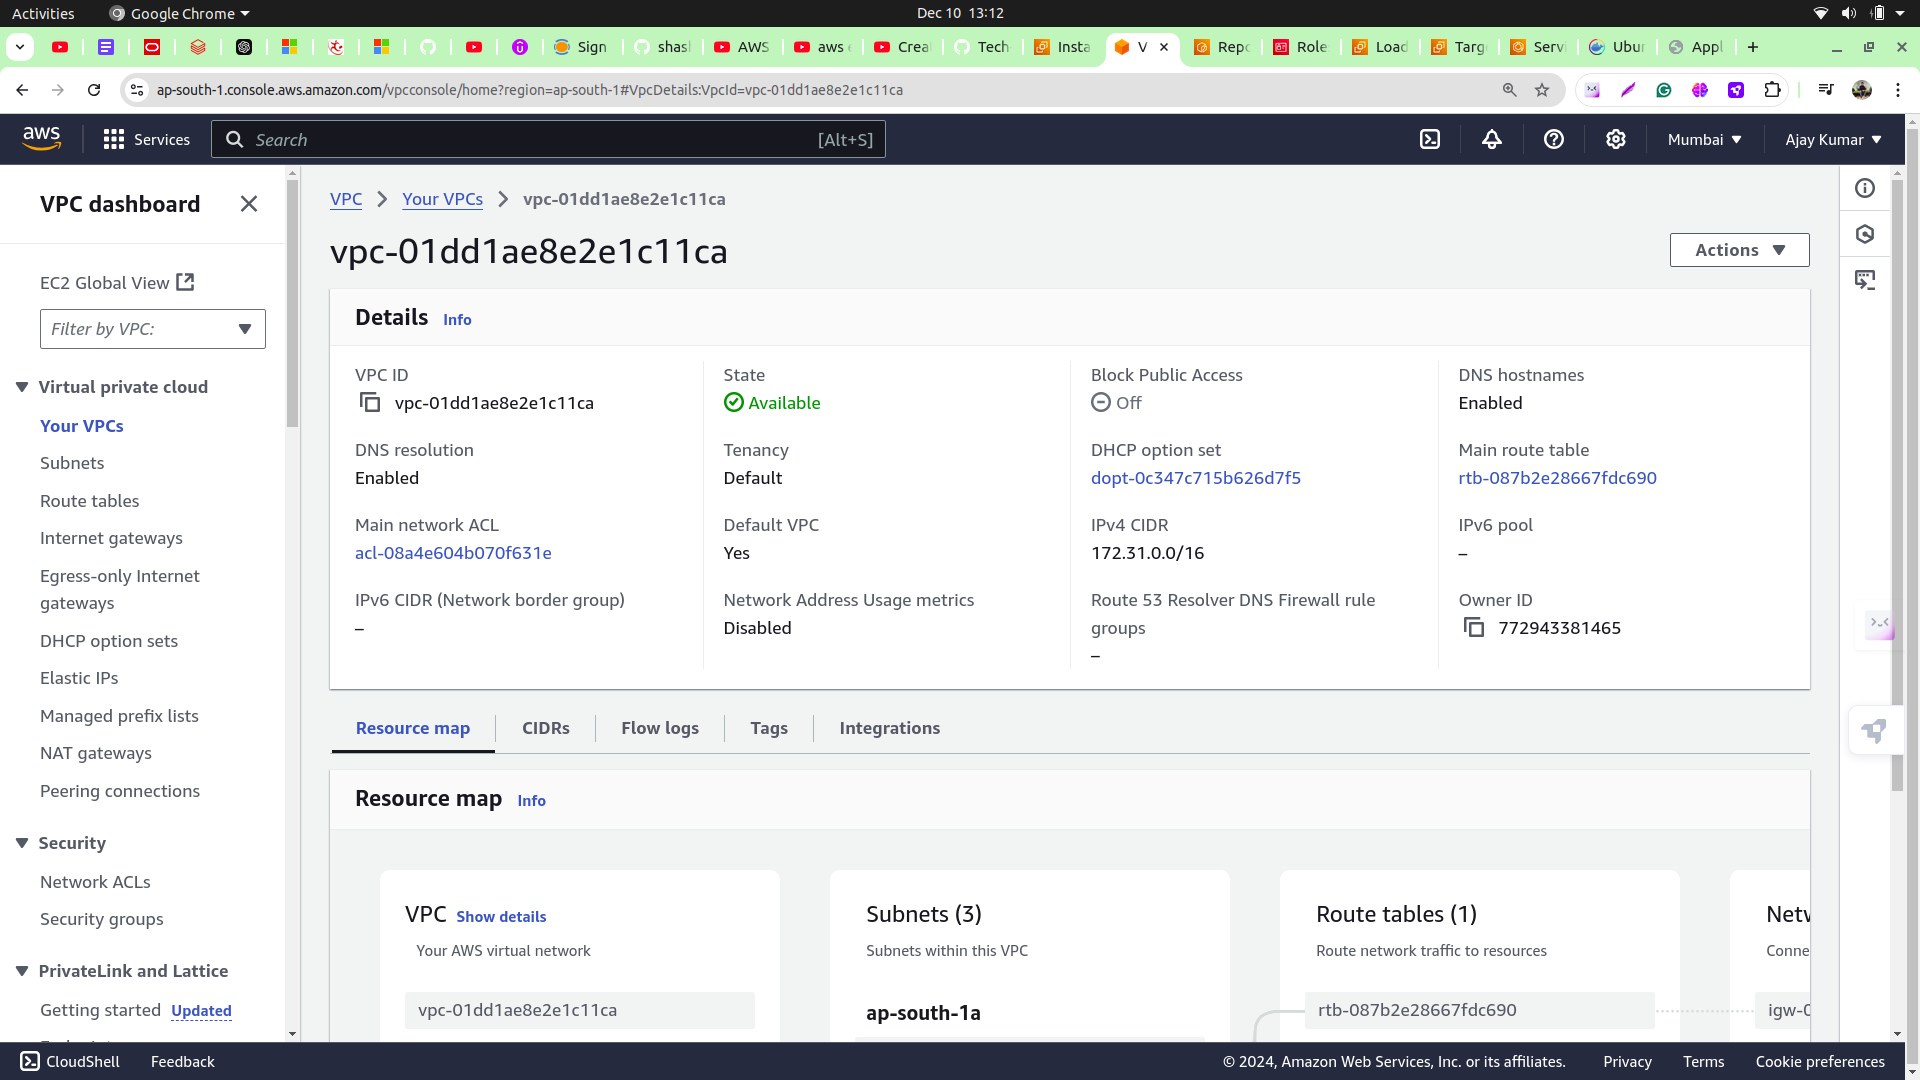 Activities
Google Chrome
Dec 10 13:12
Sign
shas
AWS
aws
Crea
Tech
Insta
V
Repo
Role
Load
Targ
Servi
Ubur
Appl
ap-south-1.console.aws.amazon.com/vpcconsole/home?region=ap-south-1#VpcDetails:VpcId=vpc-01dd1ae8e2e1c11ca
aws
Services
Search
[Alt+S]
Mumbai
Ajay Kumar
VPC dashboard
EC2 Global View
Filter by VPC:
Virtual private cloud
Your VPCs
Subnets
Route tables
Internet gateways
Egress-only Internet
gateways
DHCP option sets
Elastic IPs
Managed prefix lists
NAT gateways
Peering connections
Security
Network ACLs
Security groups
PrivateLink and Lattice
Getting started Updated
VPC
Your VPCs
vpc-01dd1ae8e2e1c11ca
vpc-01dd1ae8e2e1c11ca
Actions
Details Info
VPC ID
vpc-01dd1ae8e2e1c11ca
State
Available
Block Public Access
Off
DNS hostnames
Enabled
DNS resolution
Enabled
Tenancy
Default
DHCP option set
dopt-0c347c715b626d7f5
Main route table
rtb-087b2e28667fdc690
Main network ACL
acl-08a4e604b070f631e
Default VPC
Yes
IPv4 CIDR
172.31.0.0/16
IPv6 pool
–
IPv6 CIDR (Network border group)
–
Network Address Usage metrics
Disabled
Route 53 Resolver DNS Firewall rule
groups
–
Owner ID
772943381465
Resource map
CIDRs
Flow logs
Tags
Integrations
Resource map Info
VPC Show details
Your AWS virtual network
vpc-01dd1ae8e2e1c11ca
Subnets (3)
Subnets within this VPC
ap-south-1a
Route tables (1)
Route network traffic to resources
rtb-087b2e28667fdc690
Netw
Conne
igw-0
CloudShell
Feedback
© 2024, Amazon Web Services, Inc. or its affiliates.
Privacy
Terms
Cookie preferences